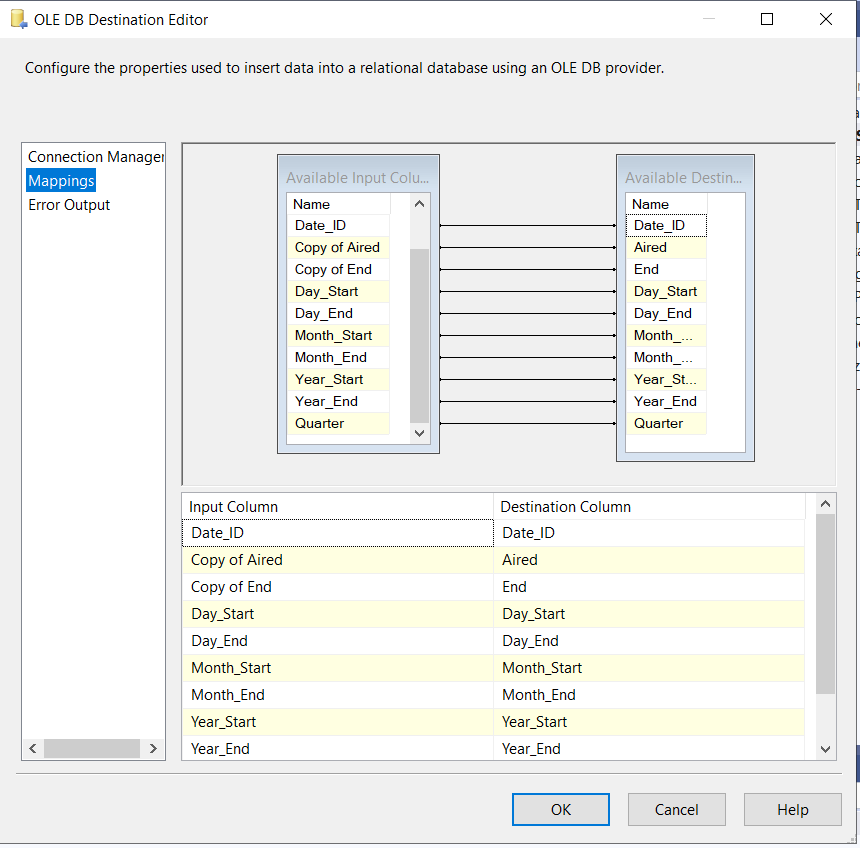 OLE DB Destination Editor
Configure the properties used to insert data into a relational database using an OLE DB provider.
Connection Manager
Mappings
Error Output
Available Input Colu...
Name
Date_ID
Copy of Aired
Copy of End
Day_Start
Day_End
Month_Start
Month_End
Year_Start
Year_End
Quarter
Available Destin...
Name
Date_ID
Aired
End
Day_Start
Day_End
Month_...
Month_...
Year_St...
Year_End
Quarter
Input Column Destination Column
Date_ID Date_ID
Copy of Aired Aired
Copy of End End
Day_Start Day_Start
Day_End Day_End
Month_Start Month_Start
Month_End Month_End
Year_Start Year_Start
Year_End Year_End
OK Cancel Help